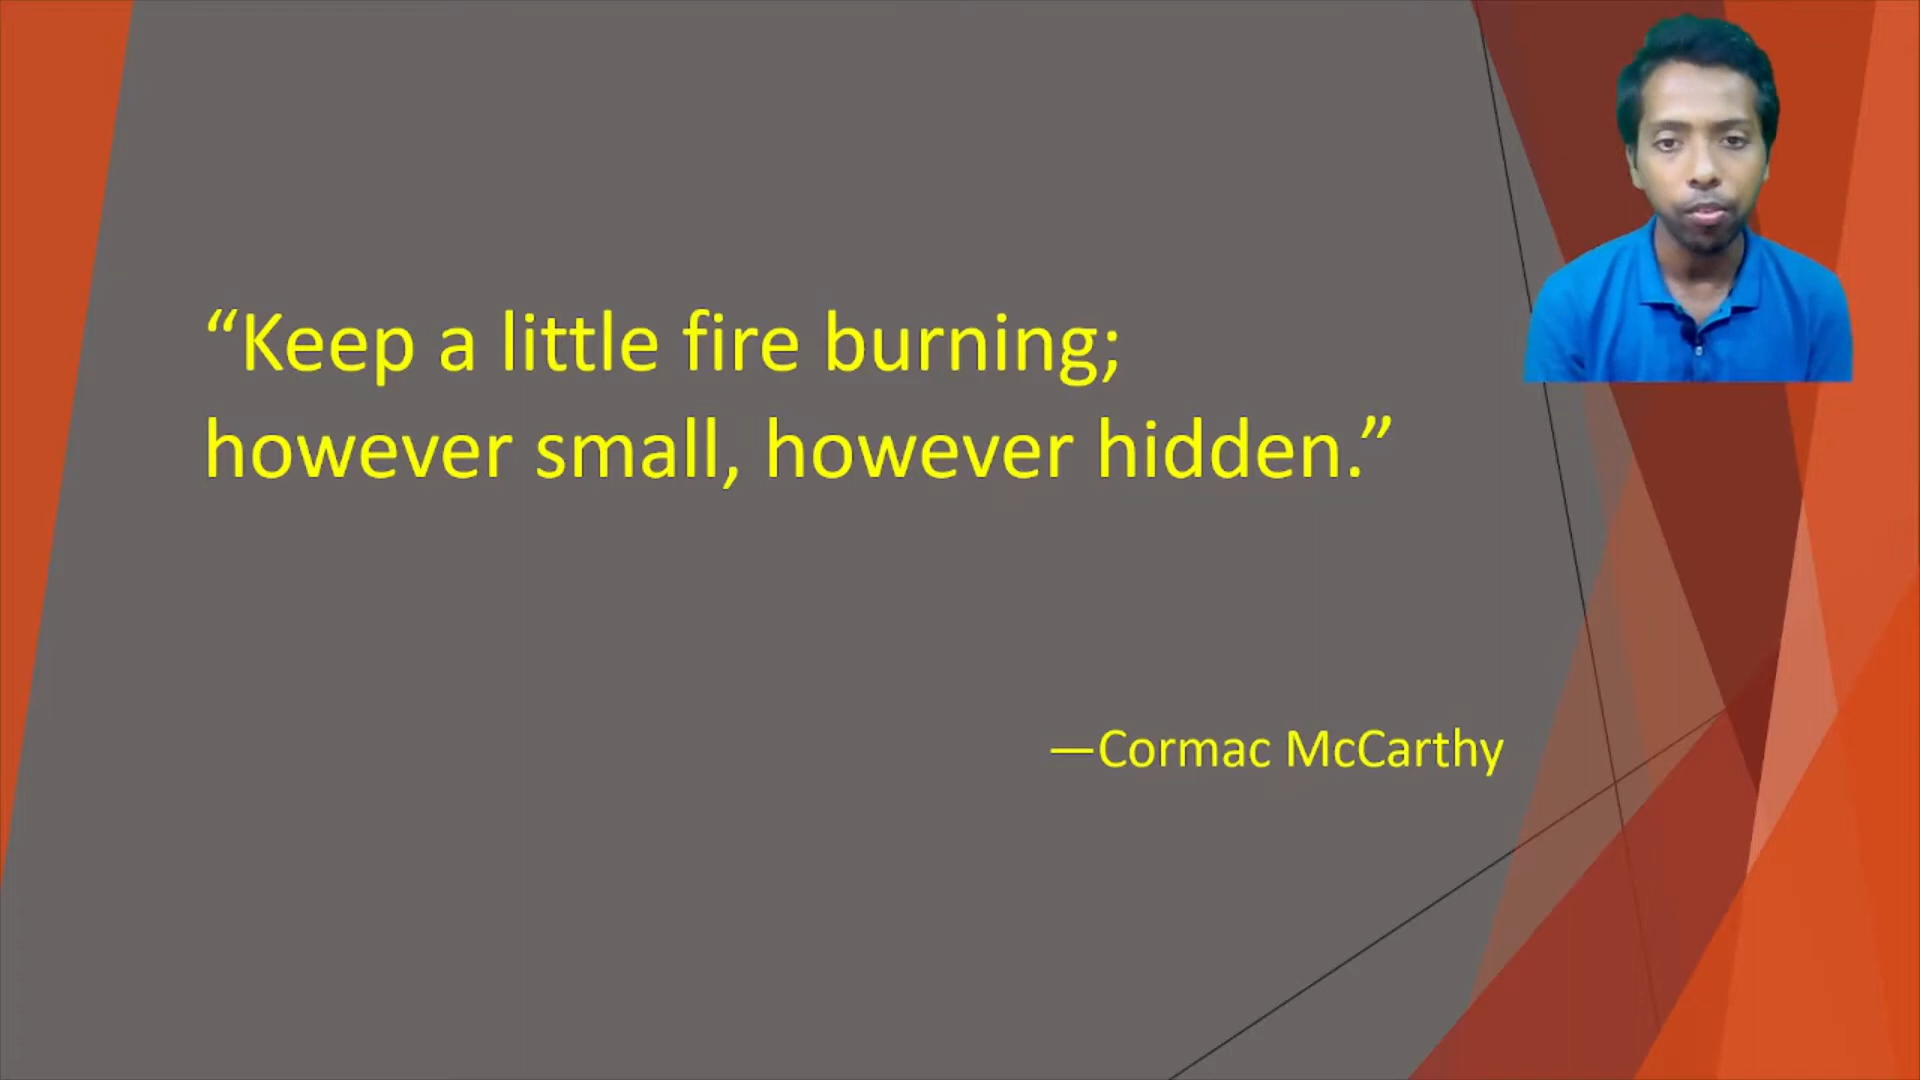 “Keep a little fire burning;
however small, however hidden.”
—Cormac McCarthy